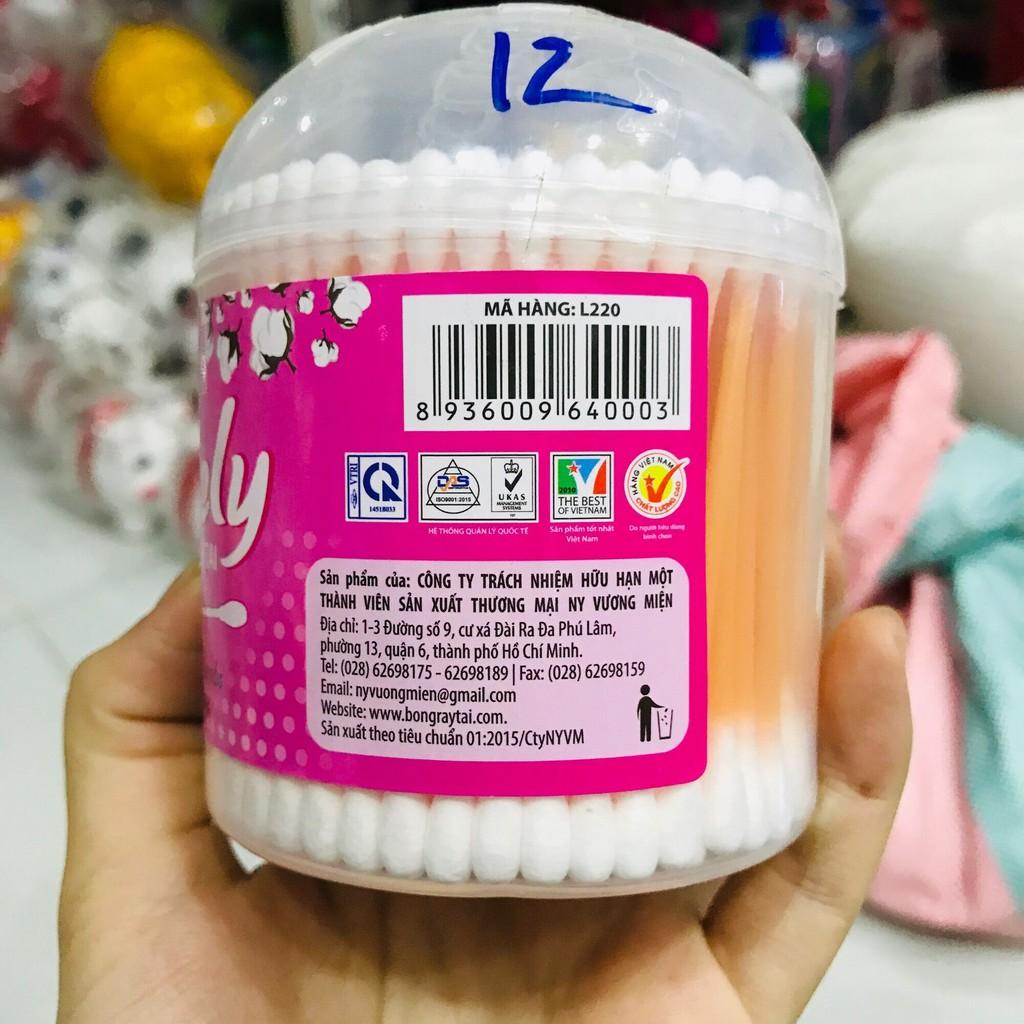 12
MÃ HÀNG: L220
8 936009 640003
ly
VTRI
Q
14518033
DAS
ISO9001:2015
UKAS
MANAGEMENT
SYSTEMS
HỆ THỐNG QUẢN LÝ QUỐC TẾ
2010
THE BEST
OF VIETNAM
Sản phẩm tốt nhất
Việt Nam
HÀNG VIỆT NAM
CHẤT LƯỢNG CAO
Do người tiêu dùng
bình chọn
Sản phẩm của: CÔNG TY TRÁCH NHIỆM HỮU HẠN MỘT
THÀNH VIÊN SẢN XUẤT THƯƠNG MẠI NY VƯƠNG MIỆN
Địa chỉ: 1-3 Đường số 9, cư xá Đài Ra Đa Phú Lâm,
phường 13, quận 6, thành phố Hồ Chí Minh.
Tel: (028) 62698175 - 62698189 | Fax: (028) 62698159
Email: nyvuongmien@gmail.com
Website: www.bongraytai.com.
Sản xuất theo tiêu chuẩn 01:2015/CtyNYVM